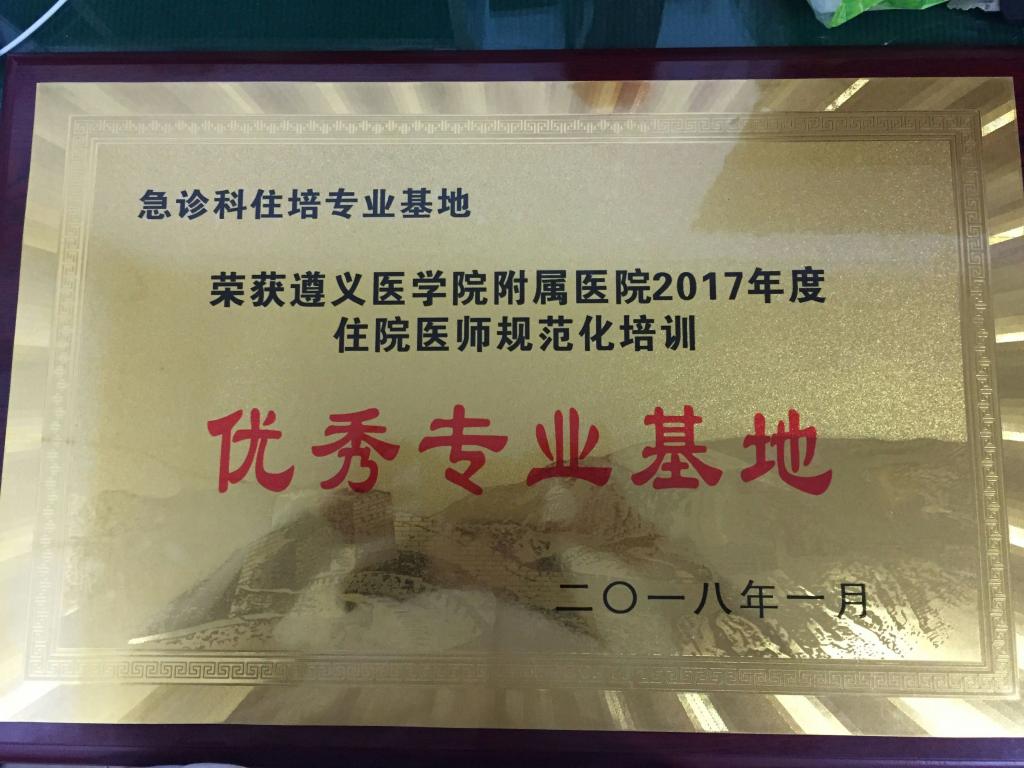 急诊科住培专业基地
荣获遵义医学院附属医院2017年度
住院医师规范化培训
优秀专业基地
二〇一八年一月